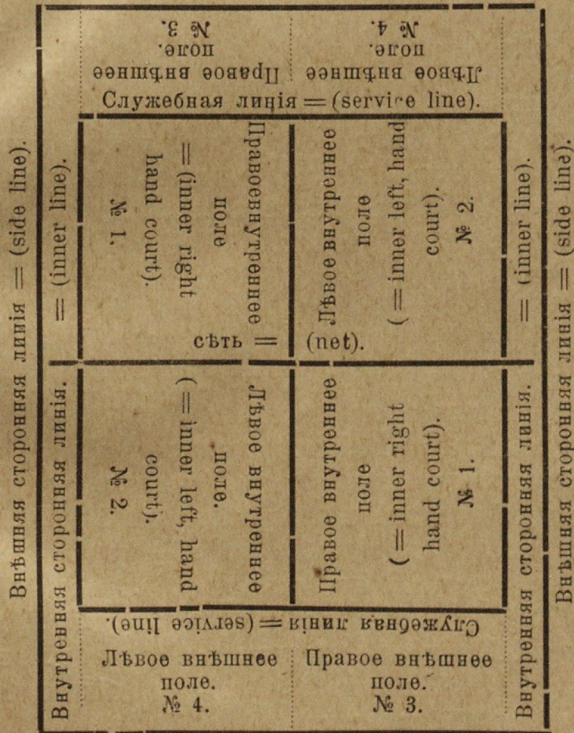 Внѣшняя сторонняя линія = (side line).
Внутренняя сторонняя линія.
= (inner line).
Правое внѣшнее
поле.
№ 3.
Лѣвое внѣшнее
поле.
№ 4.
Служебная линія = (service line).
Правоевнутреннее
поле
= (inner right
hand court).
№ 1.
Лѣвое внутреннее
поле
(= inner left, hand
court).
№ 2.
сѣть = (net).
Лѣвое внутреннее
поле.
(= inner left, hand
court).
№ 2.
Правое внутреннее
поле
(= inner right
hand court).
№ 1.
Служебная линія = (service line).
Лѣвое внѣшнее
поле.
№ 4.
Правое внѣшнее
поле.
№ 3.
Внутренняя сторонняя линія.
= (inner line).
Внѣшняя сторонняя линія = (side line).